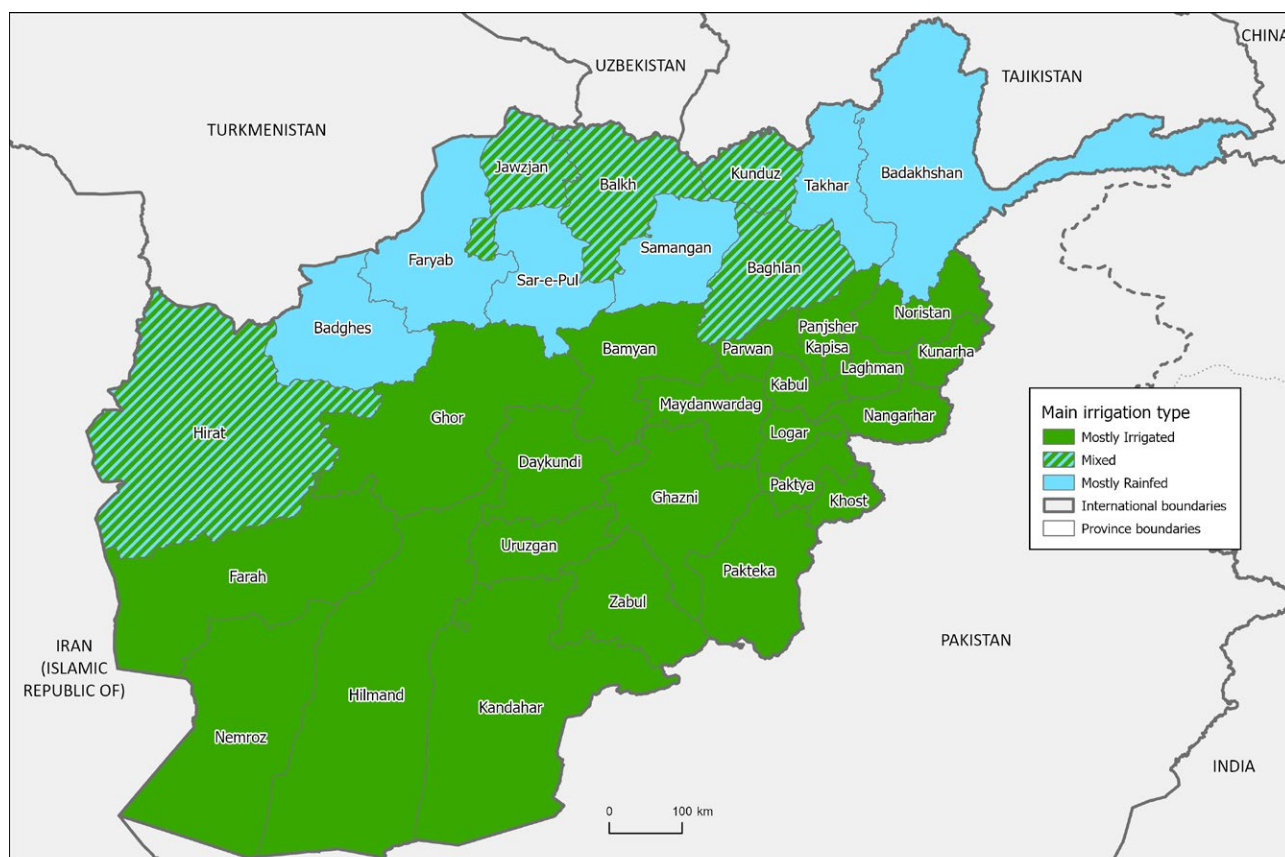 CHINA
UZBEKISTAN
TAJIKISTAN
TURKMENISTAN
Jawzjan
Balkh
Kunduz
Takhar
Badakhshan
Faryab
Samangan
Sar-e-Pul
Baghlan
Badghes
Noristan
Panjsher
Kapisa
Parwan
Bamyan
Kunarha
Laghman
Kabul
Maydanwardag
Nangarhar
Ghor
Hirat
Logar
Daykundi
Paktya
Ghazni
Khost
Uruzgan
Pakteka
Farah
Zabul
Main irrigation type
Mostly Irrigated
Mixed
Mostly Rainfed
International boundaries
Province boundaries
IRAN
(ISLAMIC
REPUBLIC OF)
PAKISTAN
Hilmand
Kandahar
Nemroz
INDIA
0 100 km